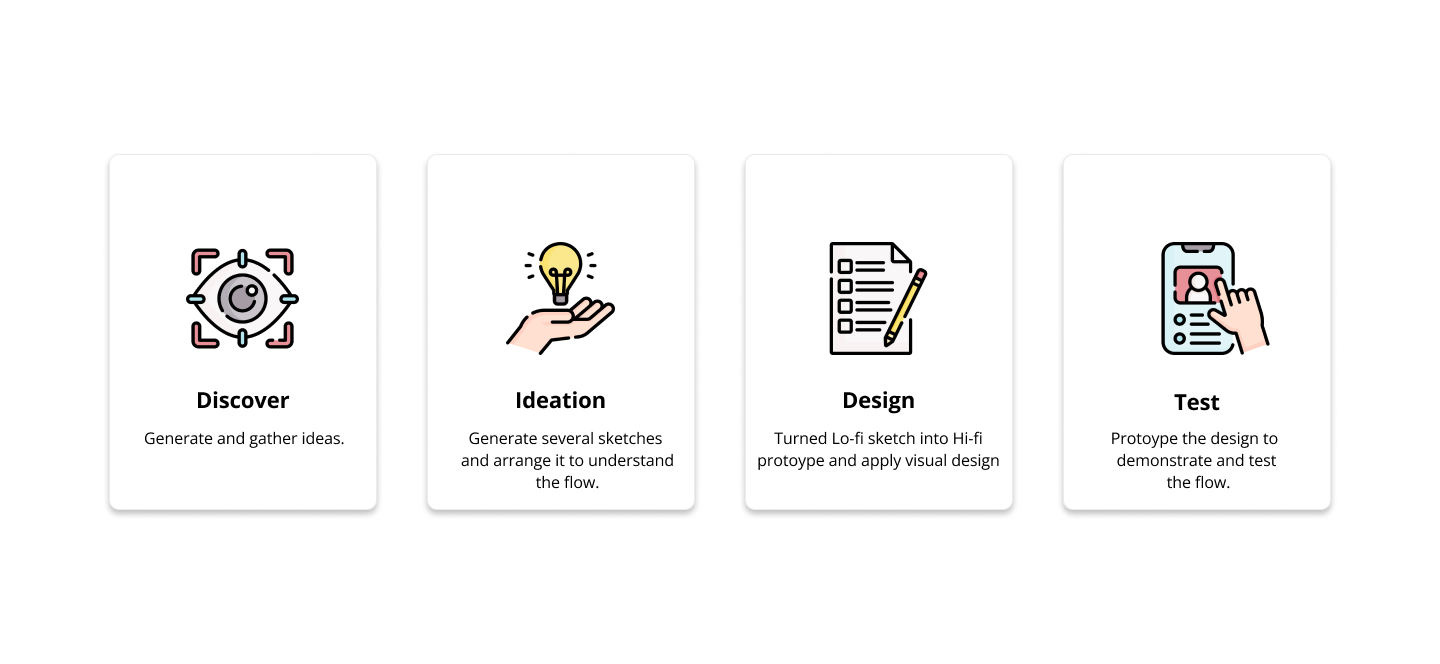 Discover
Generate and gather ideas.
Ideation
Generate several sketches
and arrange it to understand
the flow.
Design
Turned Lo-fi sketch into Hi-fi
protoype and apply visual design
Test
Protoype the design to
demonstrate and test
the flow.